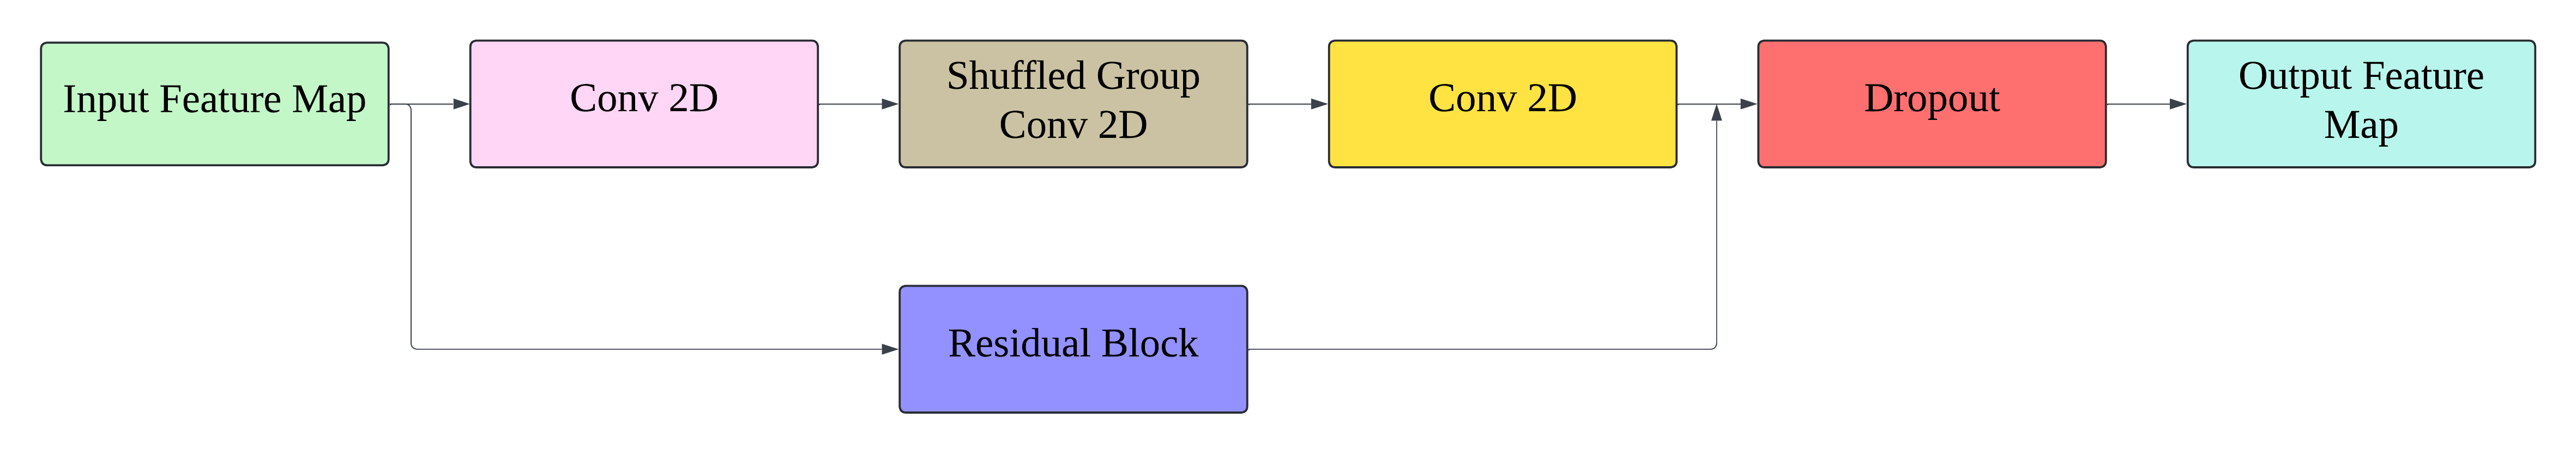 Input Feature Map
Conv 2D
Shuffled Group
Conv 2D
Conv 2D
Dropout
Output Feature
Map
Residual Block